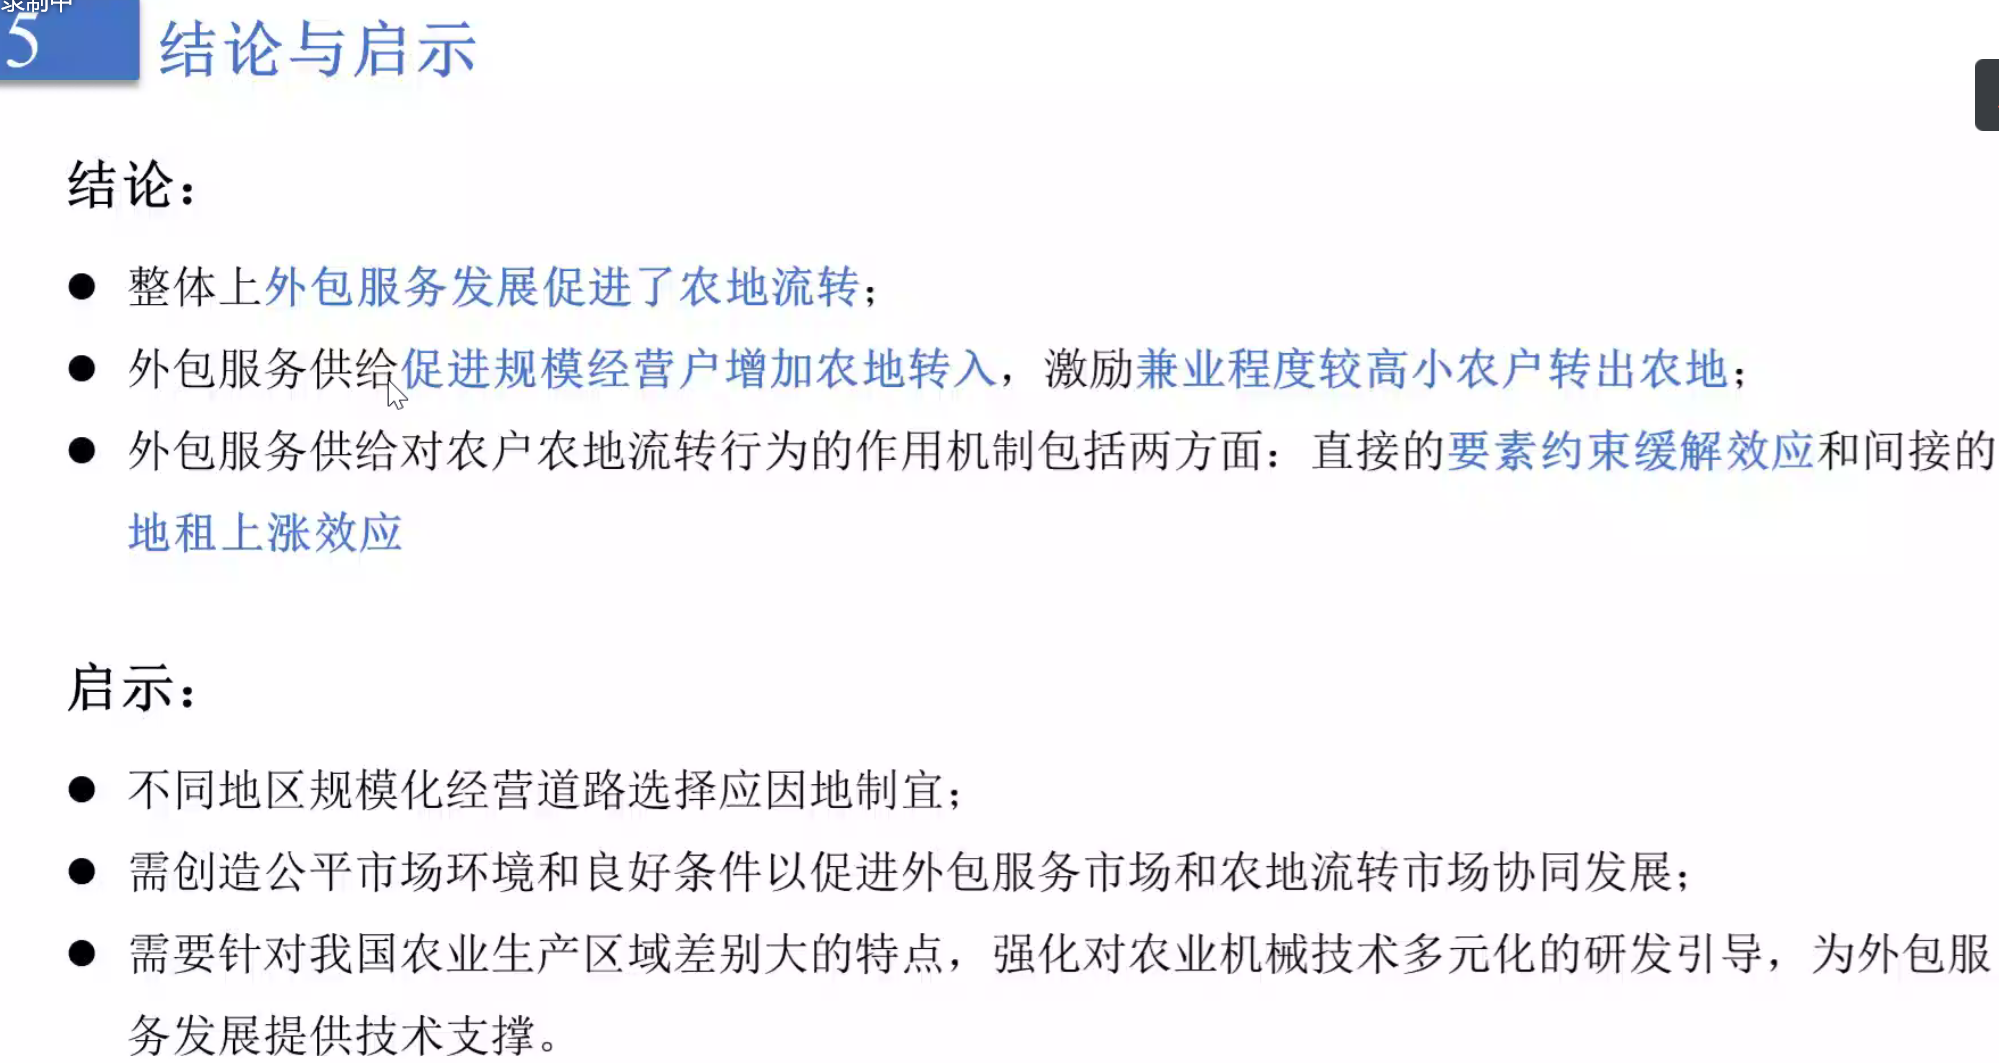 录制中
5 结论与启示
结论：
● 整体上外包服务发展促进了农地流转；
● 外包服务供给促进规模经营户增加农地转入，激励兼业程度较高小农户转出农地；
● 外包服务供给对农户农地流转行为的作用机制包括两方面：直接的要素约束缓解效应和间接的
地租上涨效应
启示：
● 不同地区规模化经营道路选择应因地制宜；
● 需创造公平市场环境和良好条件以促进外包服务市场和农地流转市场协同发展；
● 需要针对我国农业生产区域差别大的特点，强化对农业机械技术多元化的研发引导，为外包服
务发展提供技术支撑。